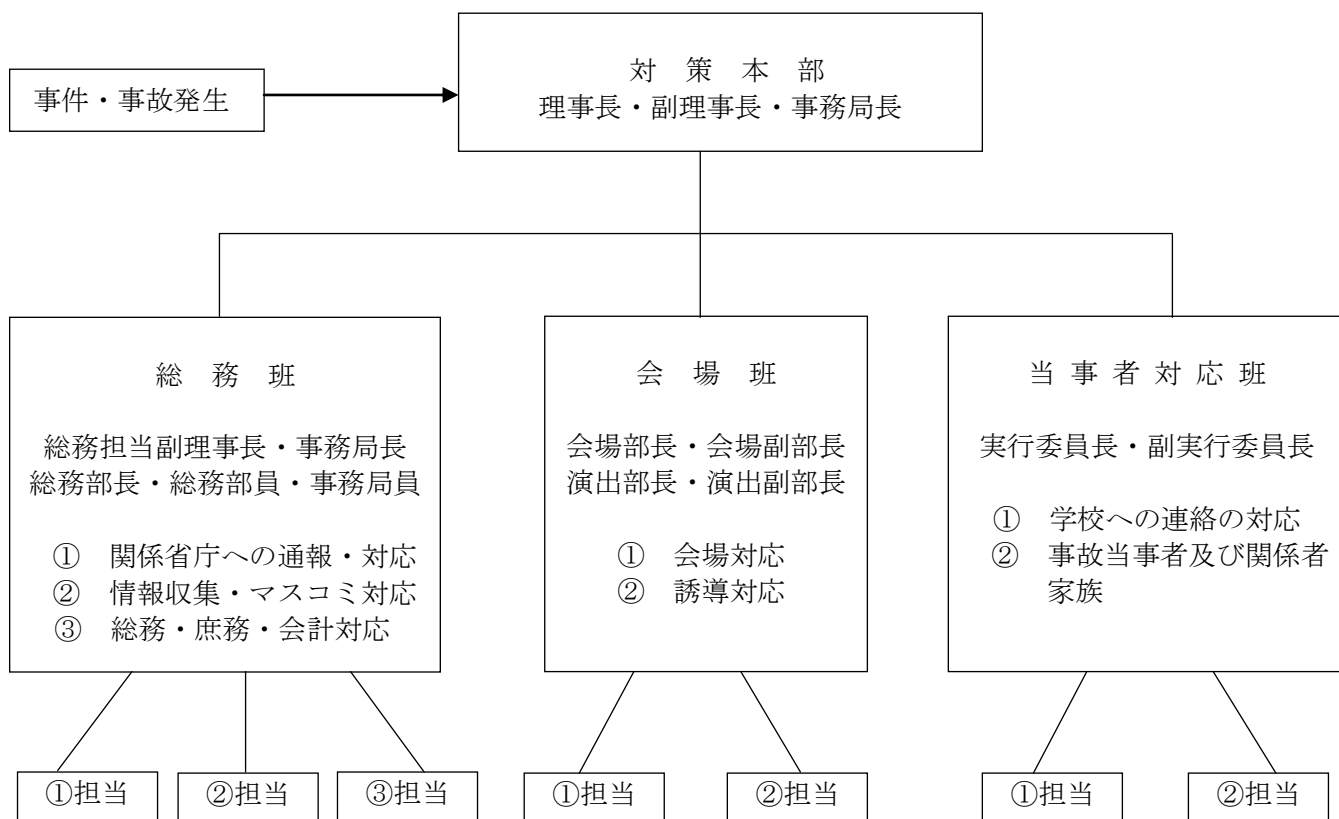 対　策　本　部
事件・事故発生
理事長・副理事長・事務局長
総　務　班
総務担当副理事長・事務局長
総務部長・総務部員・事務局員
①　関係省庁への通報・対応
②　情報収集・マスコミ対応
③　総務・庶務・会計対応
会　場　班
会場部長・会場副部長
演出部長・演出副部長
①　会場対応
②　誘導対応
当 事 者 対 応 班
実行委員長・副実行委員長
①　学校への連絡の対応
②　事故当事者及び関係者
家族
①担当
②担当
③担当
①担当
②担当
①担当
②担当